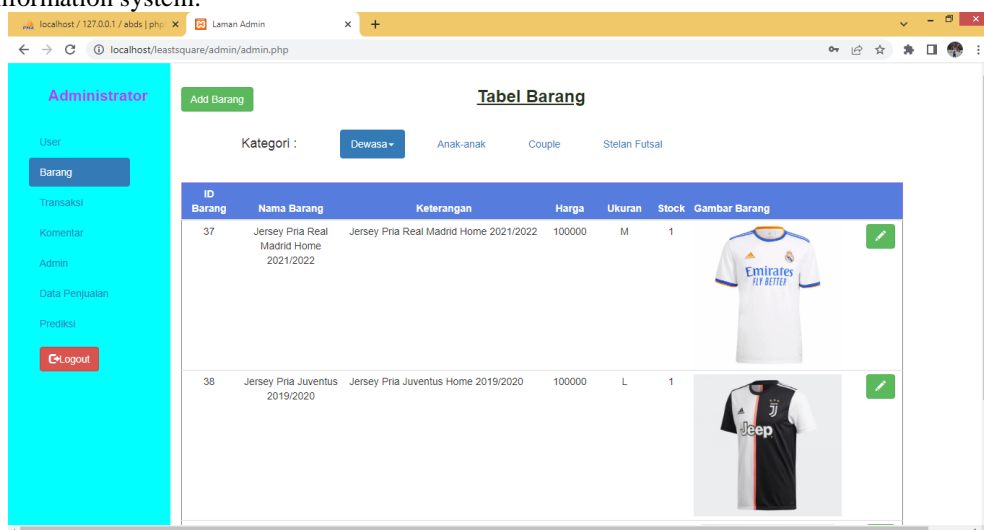 nformation system.
localhost / 127.0.0.1 / abds | php
Laman Admin
localhost/leastsquare/admin/admin.php
Administrator
User
Barang
Transaksi
Komentar
Admin
Data Penjualan
Prediksi
Logout
Add Barang
Tabel Barang
Kategori :
Dewasa
Anak-anak
Couple
Stelan Futsal
ID Barang Nama Barang Keterangan Harga Ukuran Stock Gambar Barang
37 Jersey Pria Real Jersey Pria Real Madrid Home 2021/2022 100000 M 1
Madrid Home
2021/2022
Emirates
FLY BETTER
38 Jersey Pria Juventus Jersey Pria Juventus Home 2019/2020 100000 L 1
2019/2020
Jeep